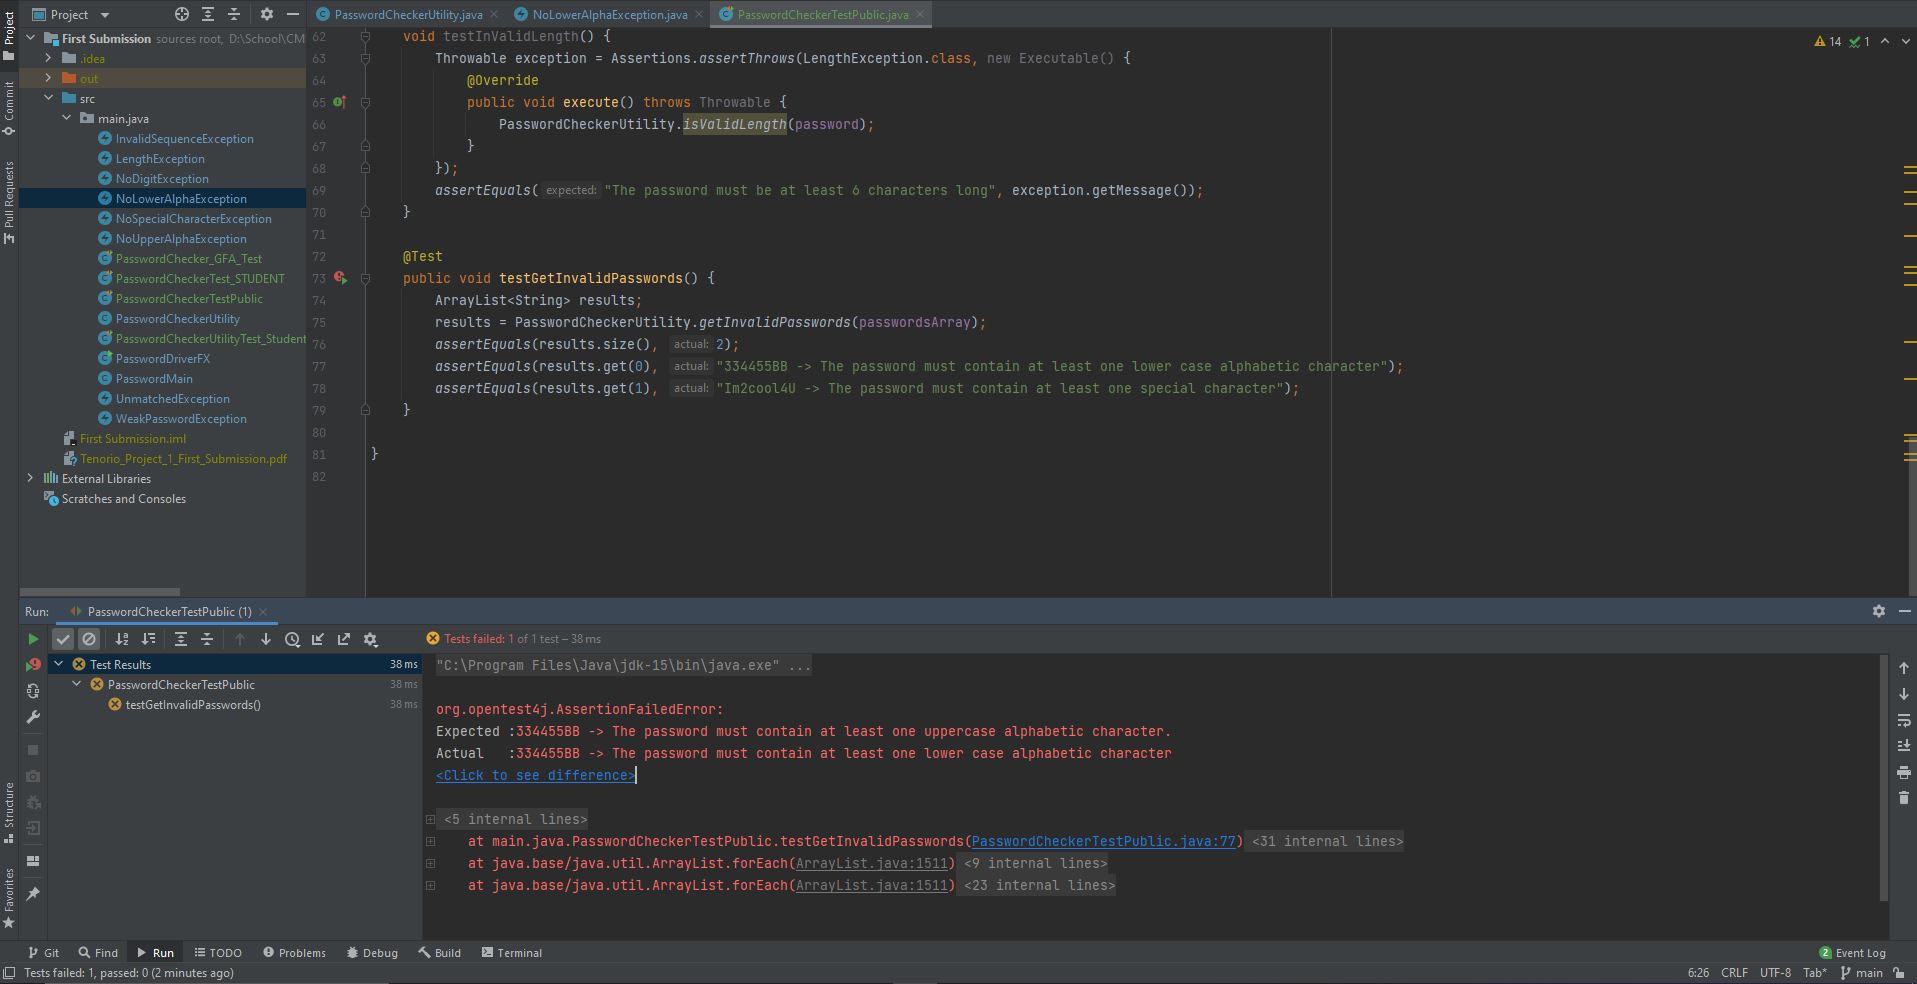 Project
PasswordCheckerUtility.java
NoLowerAlphaException.java
PasswordCheckerTestPublic.java
Project
Commit
Pull Requests
Structure
Favorites
First Submission sources root, D:\School\CM
.idea
out
src
main.java
InvalidSequenceException
LengthException
NoDigitException
NoLowerAlphaException
NoSpecialCharacterException
NoUpperAlphaException
PasswordChecker_GFA_Test
PasswordCheckerTest_STUDENT
PasswordCheckerTestPublic
PasswordCheckerUtility
PasswordCheckerUtilityTest_Student
PasswordDriverFX
PasswordMain
UnmatchedException
WeakPasswordException
First Submission.iml
Tenorio_Project_1_First_Submission.pdf
External Libraries
Scratches and Consoles
14 1
62 void testInValidLength() {
63 Throwable exception = Assertions.assertThrows(LengthException.class, new Executable() {
64 @Override
65 public void execute() throws Throwable {
66 PasswordCheckerUtility.isValidLength(password);
67 }
68 });
69 assertEquals( expected: "The password must be at least 6 characters long", exception.getMessage());
70 }
71
72 @Test
73 public void testGetInvalidPasswords() {
74 ArrayList<String> results;
75 results = PasswordCheckerUtility.getInvalidPasswords(passwordsArray);
76 assertEquals(results.size(), actual: 2);
77 assertEquals(results.get(0), actual: "334455BB -> The password must contain at least one lower case alphabetic character");
78 assertEquals(results.get(1), actual: "Im2cool4U -> The password must contain at least one special character");
79 }
80
81 }
82
Run: PasswordCheckerTestPublic (1)
Tests failed: 1 of 1 test – 38 ms
Test Results 38 ms
PasswordCheckerTestPublic 38 ms
testGetInvalidPasswords() 38 ms
"C:\Program Files\Java\jdk-15\bin\java.exe" ...
org.opentest4j.AssertionFailedError:
Expected :334455BB -> The password must contain at least one uppercase alphabetic character.
Actual   :334455BB -> The password must contain at least one lower case alphabetic character
<Click to see difference>
<5 internal lines>
at main.java.PasswordCheckerTestPublic.testGetInvalidPasswords(PasswordCheckerTestPublic.java:77) <31 internal lines>
at java.base/java.util.ArrayList.forEach(ArrayList.java:1511) <9 internal lines>
at java.base/java.util.ArrayList.forEach(ArrayList.java:1511) <23 internal lines>
Git Find Run TODO Problems Debug Build Terminal 2 Event Log
Tests failed: 1, passed: 0 (2 minutes ago) 6:26 CRLF UTF-8 Tab* main